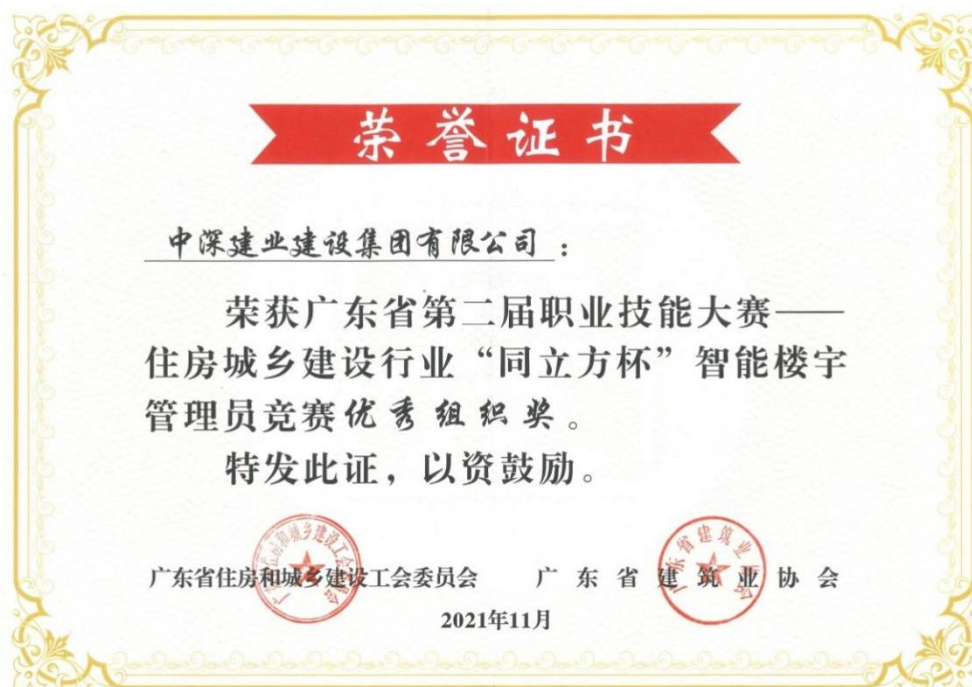 荣誉证书
中深建业建设集团有限公司：
荣获广东省第二届职业技能大赛——
住房城乡建设行业“同立方杯”智能楼宇
管理员竞赛优秀组织奖。
特发此证，以资鼓励。
广东省住房和城乡建设工会委员会 广东省建筑业协会
2021年11月